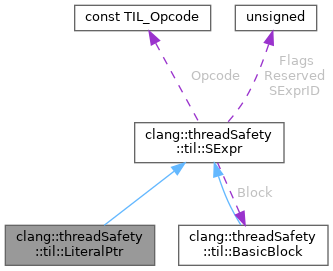 const TIL_Opcode
unsigned
Opcode
Flags
Reserved
SExprID
clang::threadSafety
::til::SExpr
Block
clang::threadSafety
::til::LiteralPtr
clang::threadSafety
::til::BasicBlock